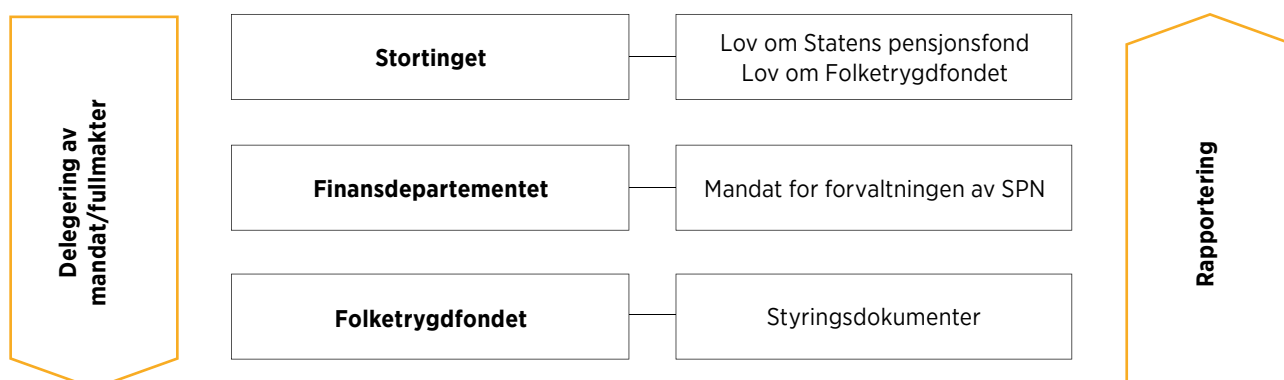 Delegering av
mandat/fullmakter
Stortinget
Lov om Statens pensjonsfond
Lov om Folketrygdfondet
Finansdepartementet
Mandat for forvaltningen av SPN
Folketrygdfondet
Styringsdokumenter
Rapportering